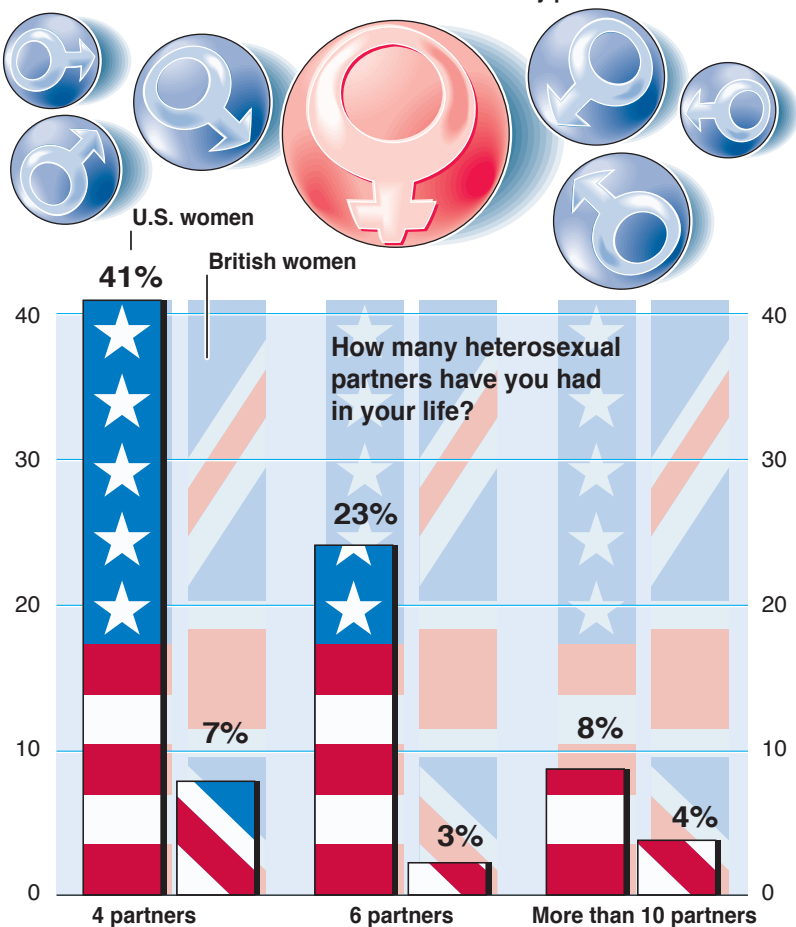 U.S. women
41%
British women
40
40
How many heterosexual
partners have you had
in your life?
30
30
23%
20
20
7%
8%
10
10
3%
4%
0
0
4 partners
6 partners
More than 10 partners